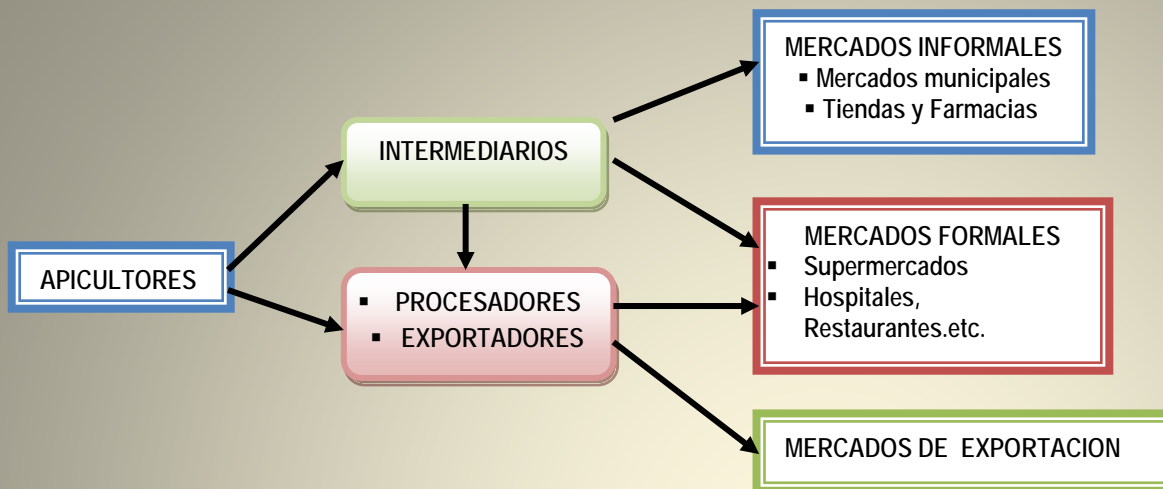 APICULTORES
INTERMEDIARIOS
▪ PROCESADORES
▪ EXPORTADORES
MERCADOS INFORMALES
▪ Mercados municipales
▪ Tiendas y Farmacias
MERCADOS FORMALES
▪ Supermercados
▪ Hospitales,
Restaurantes.etc.
MERCADOS DE EXPORTACION